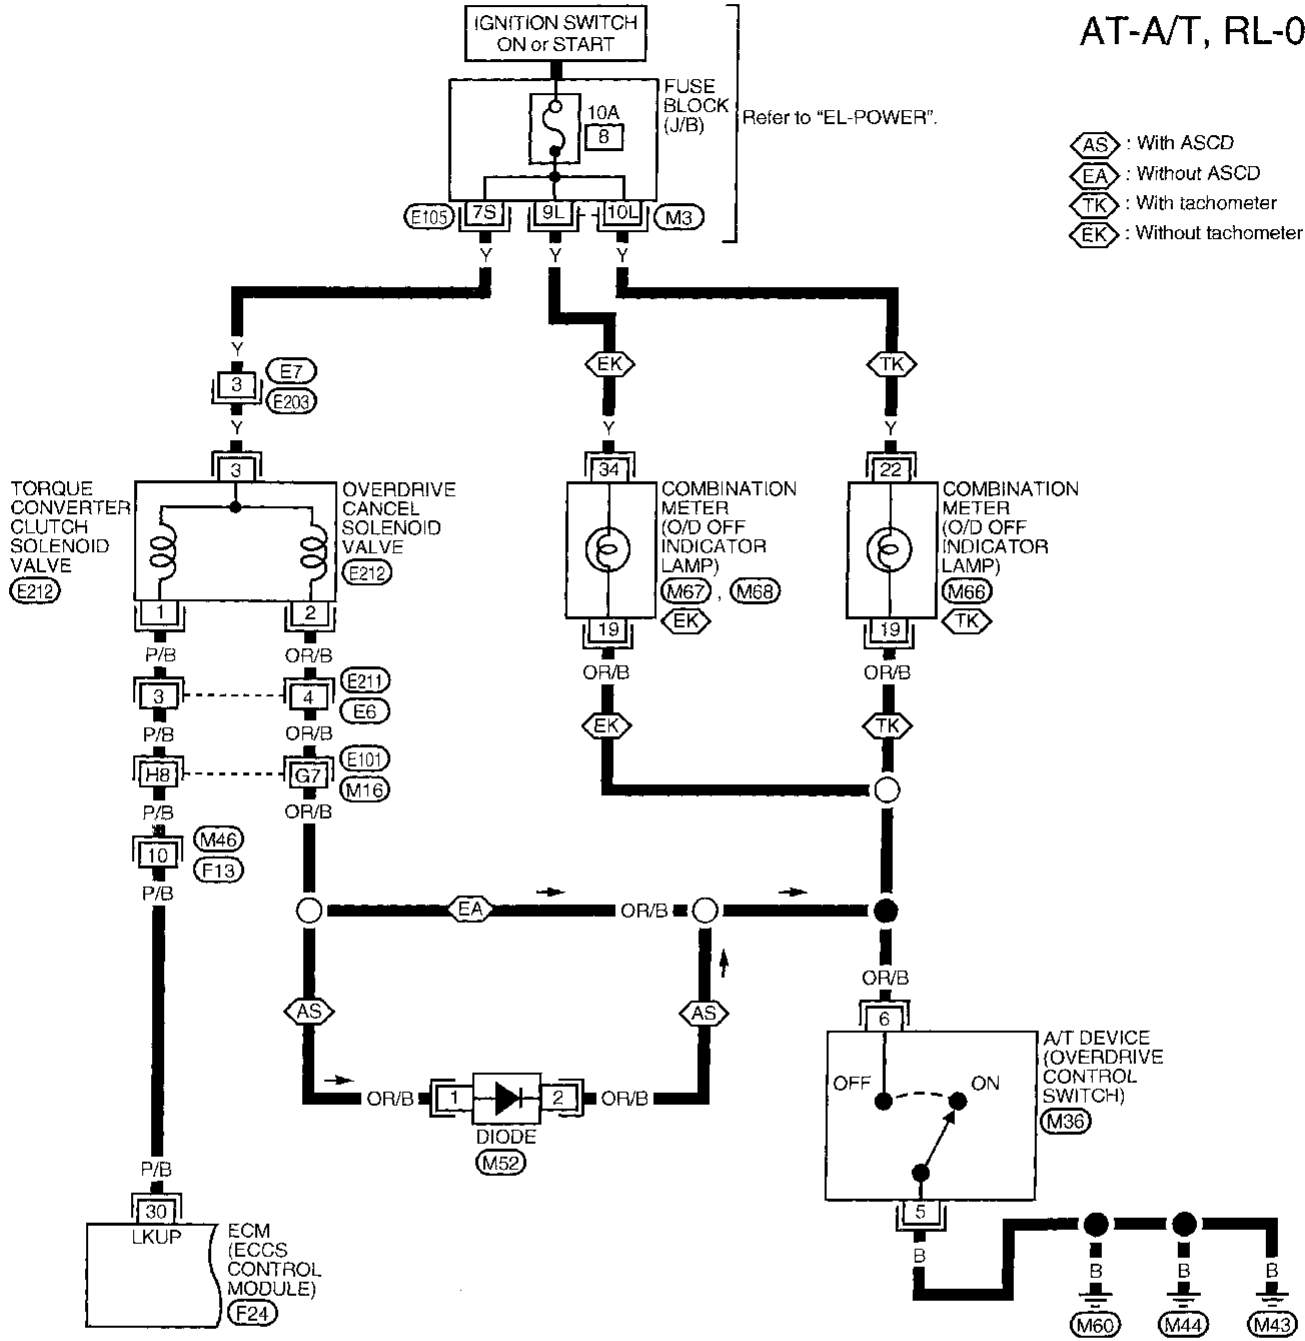 AT-A/T, RL-0
IGNITION SWITCH
ON or START
FUSE
BLOCK
(J/B)
10A
8
Refer to "EL-POWER".
AS : With ASCD
EA : Without ASCD
TK : With tachometer
EK : Without tachometer
E105 7S 9L 10L M3
Y Y Y
Y
EK TK
3 E7
E203
Y Y Y
3 34 22
TORQUE
CONVERTER
CLUTCH
SOLENOID
VALVE
E212
OVERDRIVE
CANCEL
SOLENOID
VALVE
E212
COMBINATION
METER
(O/D OFF
INDICATOR
LAMP)
M67 , M68
EK
COMBINATION
METER
(O/D OFF
INDICATOR
LAMP)
M66
TK
1 2 19 19
P/B OR/B OR/B OR/B
3 4 E211
E6
P/B OR/B
EK TK
H8 G7 E101
M16
P/B OR/B
10 M46
F13
P/B
EA OR/B
OR/B
AS AS
6
OR/B 1 2 OR/B
DIODE
M52
OFF ON
A/T DEVICE
(OVERDRIVE
CONTROL
SWITCH)
M36
5
P/B
30
LKUP
ECM
(ECCS
CONTROL
MODULE)
F24
B B B B
M60 M44 M43